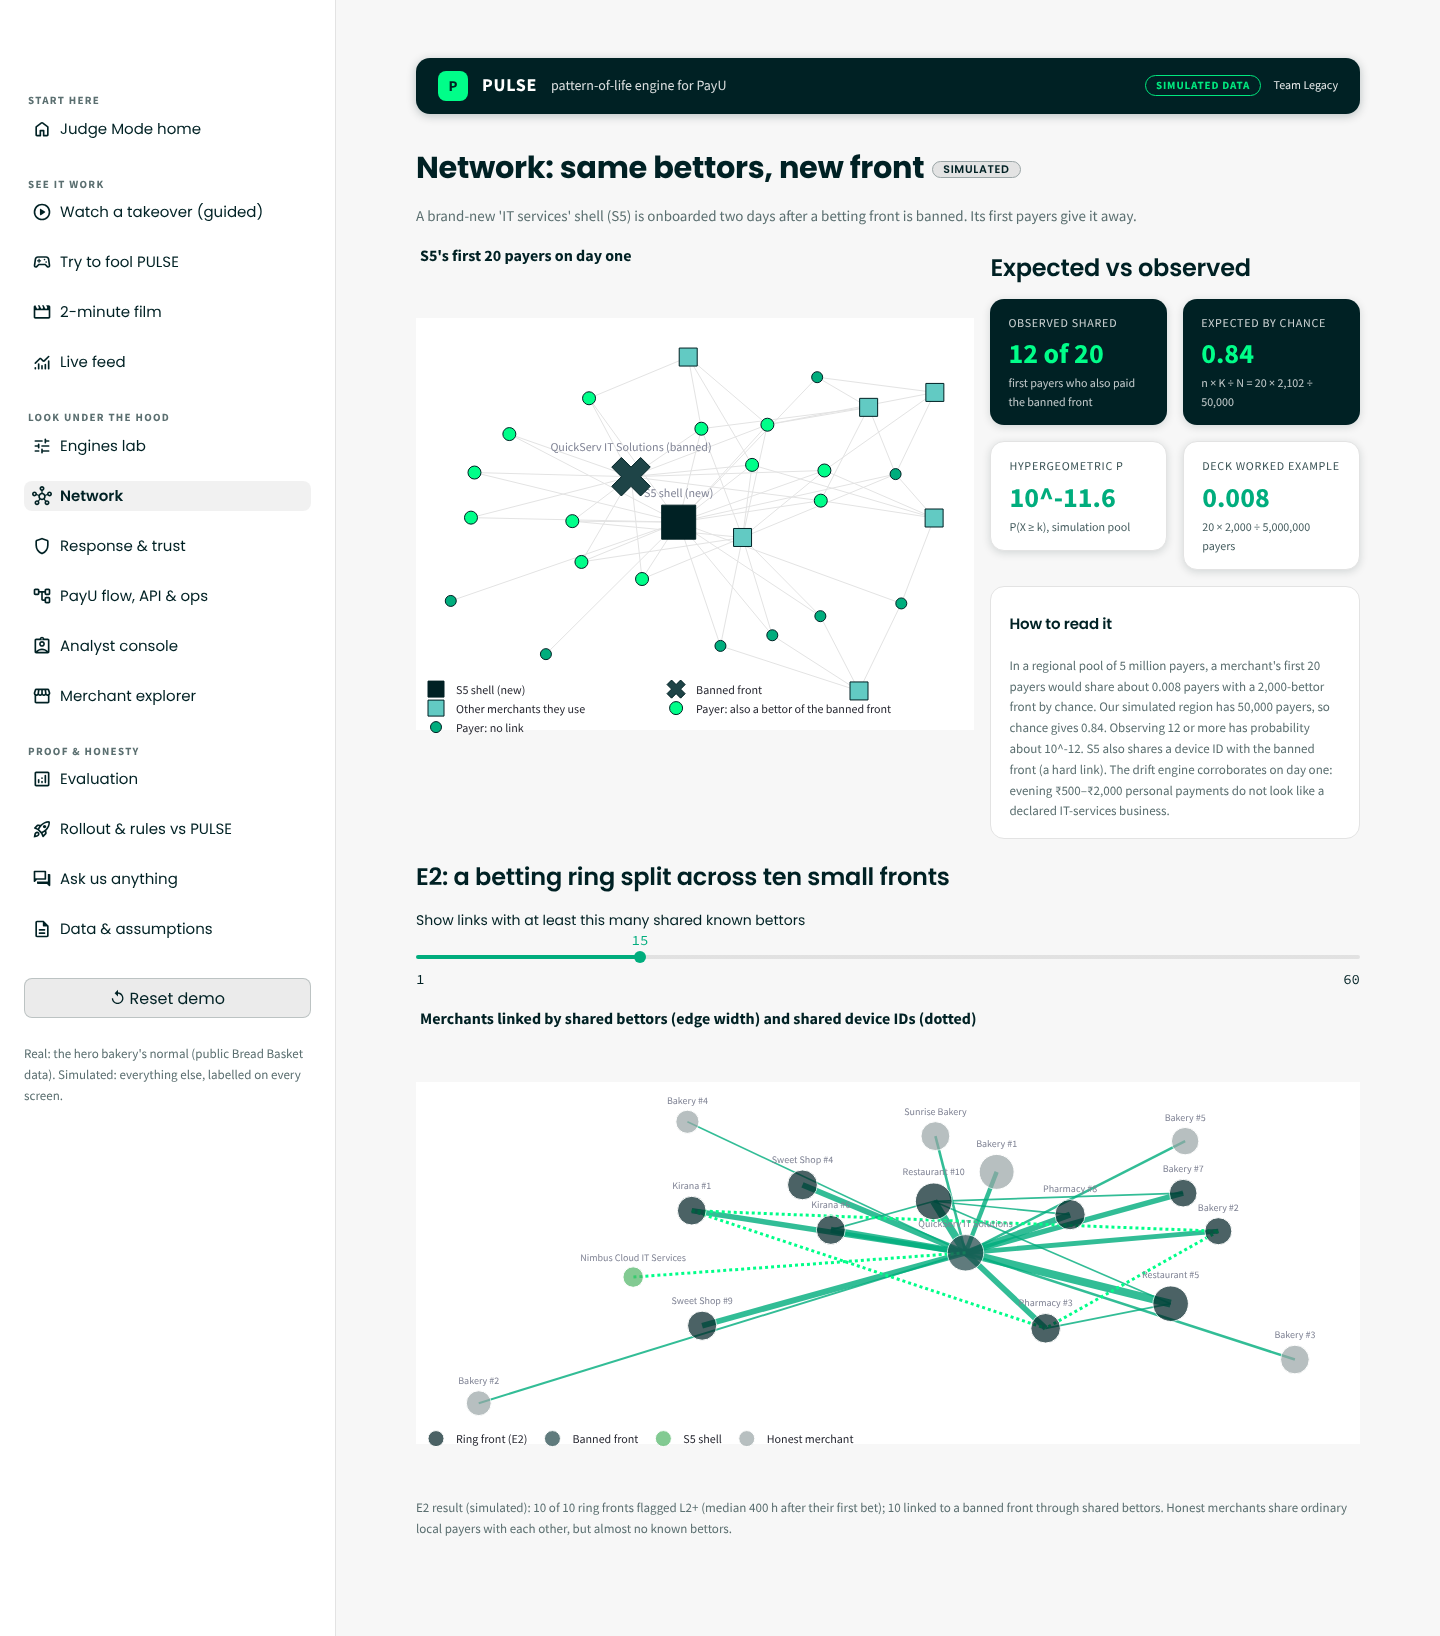 START HERE
Judge Mode home
SEE IT WORK
Watch a takeover (guided)
Try to fool PULSE
2-minute film
Live feed
LOOK UNDER THE HOOD
Engines lab
Network
Response & trust
PayU flow, API & ops
Analyst console
Merchant explorer
PROOF & HONESTY
Evaluation
Rollout & rules vs PULSE
Ask us anything
Data & assumptions
Reset demo
Real: the hero bakery's normal (public Bread Basket
data). Simulated: everything else, labelled on every
screen.
P PULSE pattern-of-life engine for PayU
SIMULATED DATA Team Legacy
Network: same bettors, new front SIMULATED
A brand-new 'IT services' shell (S5) is onboarded two days after a betting front is banned. Its first payers give it away.
S5's first 20 payers on day one
QuickServ IT Solutions (banned)
S5 shell (new)
S5 shell (new)
Banned front
Other merchants they use
Payer: also a bettor of the banned front
Payer: no link
Expected vs observed
OBSERVED SHARED
12 of 20
first payers who also paid
the banned front
EXPECTED BY CHANCE
0.84
n × K ÷ N = 20 × 2,102 ÷
50,000
HYPERGEOMETRIC P
10^-11.6
P(X ≥ k), simulation pool
DECK WORKED EXAMPLE
0.008
20 × 2,000 ÷ 5,000,000
payers
How to read it
In a regional pool of 5 million payers, a merchant's first 20
payers would share about 0.008 payers with a 2,000-bettor
front by chance. Our simulated region has 50,000 payers, so
chance gives 0.84. Observing 12 or more has probability
about 10^-12. S5 also shares a device ID with the banned
front (a hard link). The drift engine corroborates on day one:
evening ₹500–₹2,000 personal payments do not look like a
declared IT-services business.
E2: a betting ring split across ten small fronts
Show links with at least this many shared known bettors
15
1
60
Merchants linked by shared bettors (edge width) and shared device IDs (dotted)
Bakery #4
Sunrise Bakery
Bakery #5
Bakery #1
Sweet Shop #4
Restaurant #10
Bakery #7
Kirana #1
Pharmacy #8
Kirana
Bakery #2
QuickServ IT Solutions
Nimbus Cloud IT Services
Restaurant #5
Sweet Shop #9
Pharmacy #3
Bakery #3
Bakery #2
Ring front (E2)
Banned front
S5 shell
Honest merchant
E2 result (simulated): 10 of 10 ring fronts flagged L2+ (median 400 h after their first bet); 10 linked to a banned front through shared bettors. Honest merchants share ordinary
local payers with each other, but almost no known bettors.